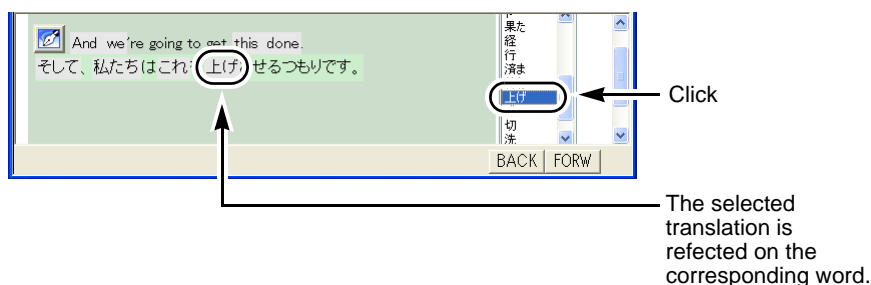 And we're going to get this done.
そして、私たちはこれ 上げ せるつもりです。
果た
経
行
済ま
上げ
切
洗
BACK FORW
Click
The selected
translation is
refected on the
corresponding word.